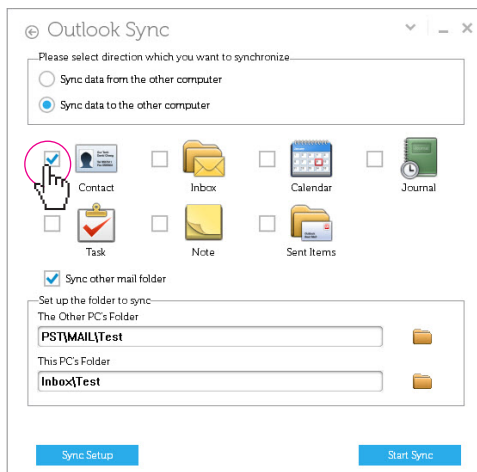 Outlook Sync
Please select direction which you want to synchronize
Sync data from the other computer
Sync data to the other computer
Contact
Inbox
Calendar
Journal
Task
Note
Sent Items
Sync other mail folder
Set up the folder to sync
The Other PC's Folder
PST\MAIL\Test
This PC's Folder
Inbox\Test
Sync Setup
Start Sync